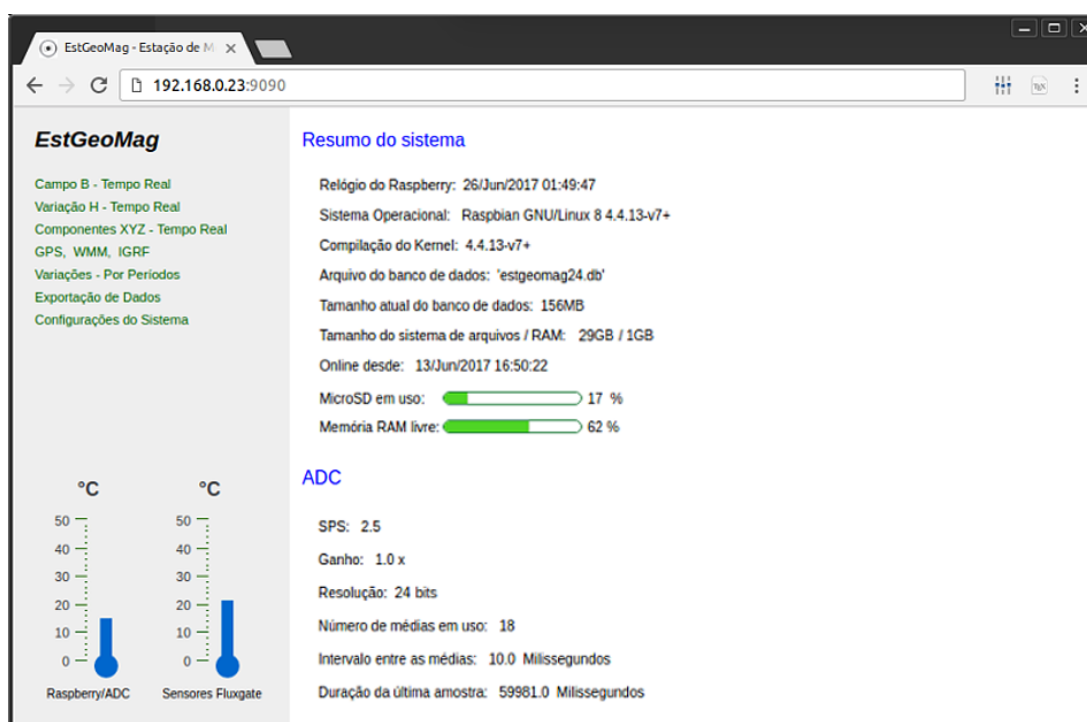 EstGeoMag - Estação de M
192.168.0.23:9090
EstGeoMag
Campo B - Tempo Real
Variação H - Tempo Real
Componentes XYZ - Tempo Real
GPS, WMM, IGRF
Variações - Por Períodos
Exportação de Dados
Configurações do Sistema
°C °C
50 50
40 40
30 30
20 20
10 10
0 0
Raspberry/ADC Sensores Fluxgate
Resumo do sistema
Relógio do Raspberry: 26/Jun/2017 01:49:47
Sistema Operacional: Raspbian GNU/Linux 8 4.4.13-v7+
Compilação do Kernel: 4.4.13-v7+
Arquivo do banco de dados: 'estgeomag24.db'
Tamanho atual do banco de dados: 156MB
Tamanho do sistema de arquivos / RAM: 29GB / 1GB
Online desde: 13/Jun/2017 16:50:22
MicroSD em uso: 17 %
Memória RAM livre: 62 %
ADC
SPS: 2.5
Ganho: 1.0 x
Resolução: 24 bits
Número de médias em uso: 18
Intervalo entre as médias: 10.0 Milissegundos
Duração da última amostra: 59981.0 Milissegundos